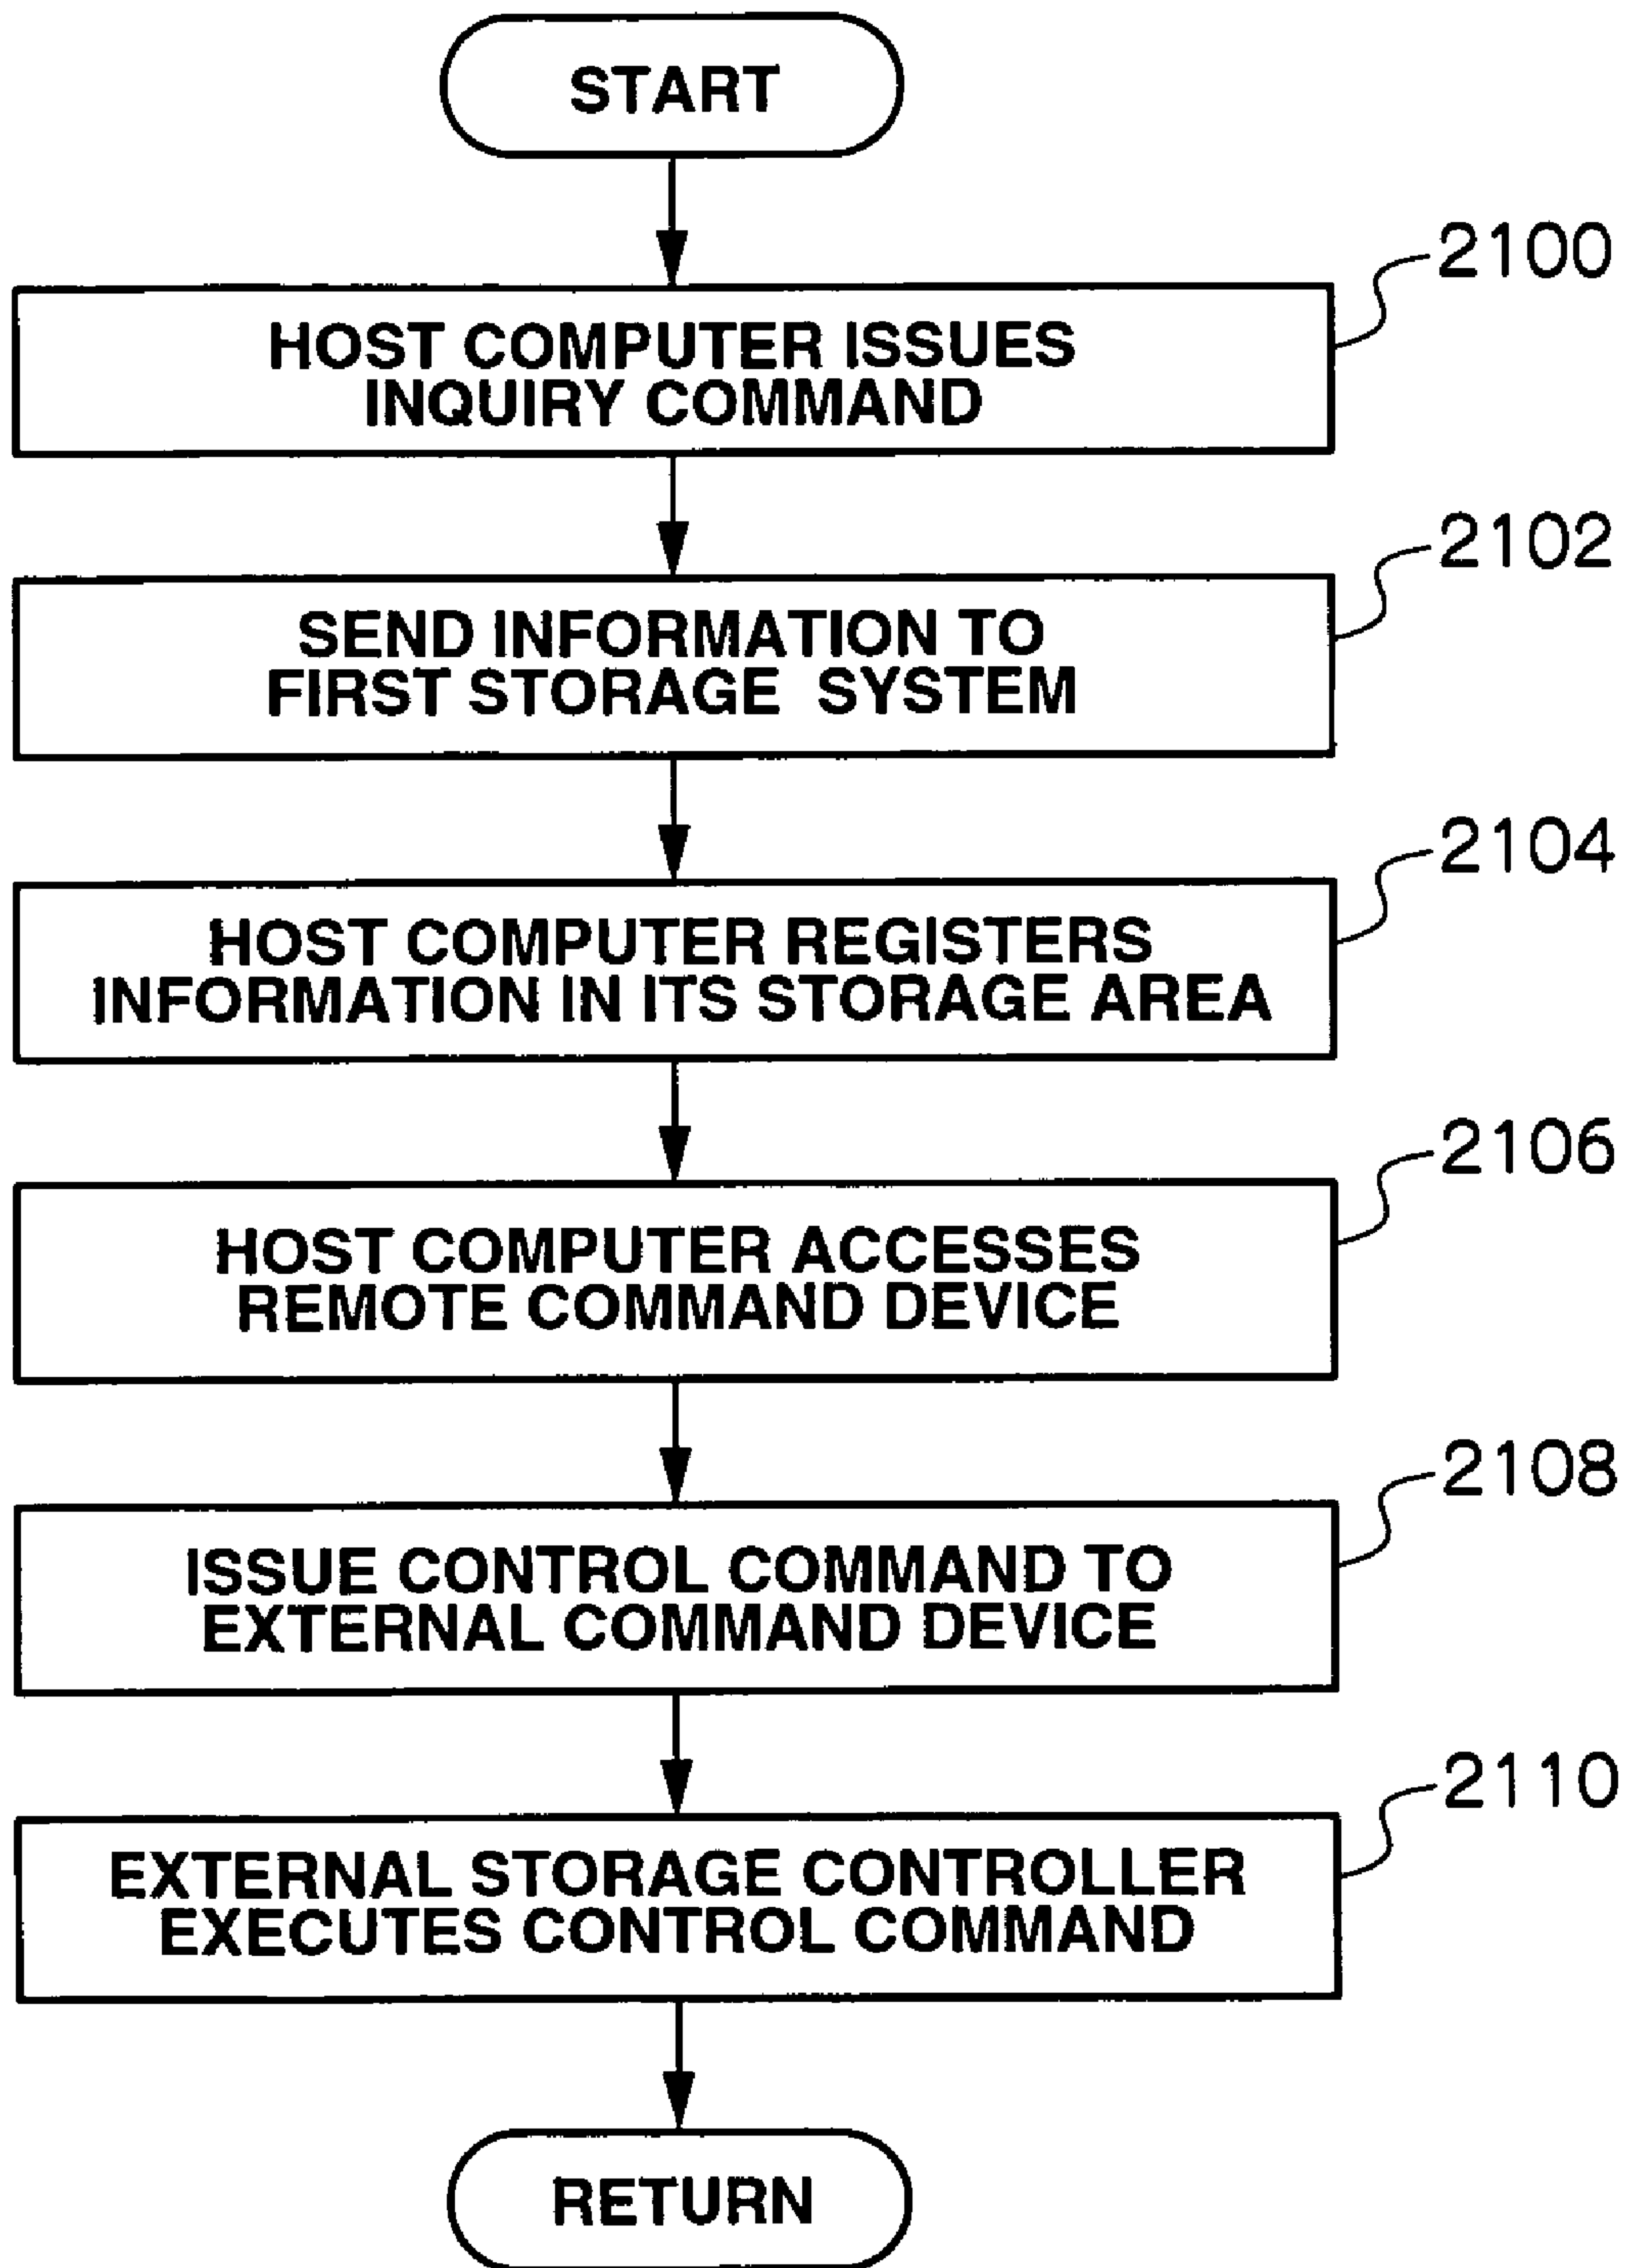 START
2100
HOST COMPUTER ISSUES
INQUIRY COMMAND
2102
SEND INFORMATION TO
FIRST STORAGE SYSTEM
2104
HOST COMPUTER REGISTERS
INFORMATION IN ITS STORAGE AREA
2106
HOST COMPUTER ACCESSES
REMOTE COMMAND DEVICE
2108
ISSUE CONTROL COMMAND TO
EXTERNAL COMMAND DEVICE
2110
EXTERNAL STORAGE CONTROLLER
EXECUTES CONTROL COMMAND
RETURN